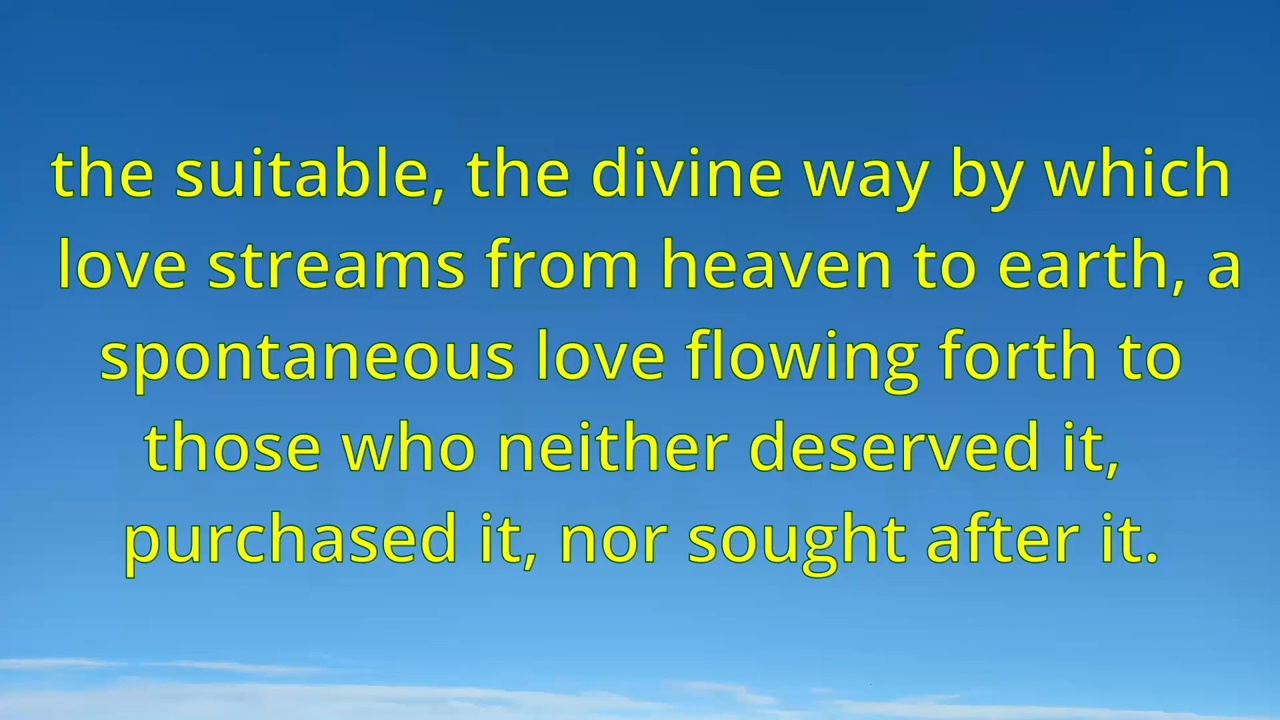 the suitable, the divine way by which
love streams from heaven to earth, a
spontaneous love flowing forth to
those who neither deserved it,
purchased it, nor sought after it.